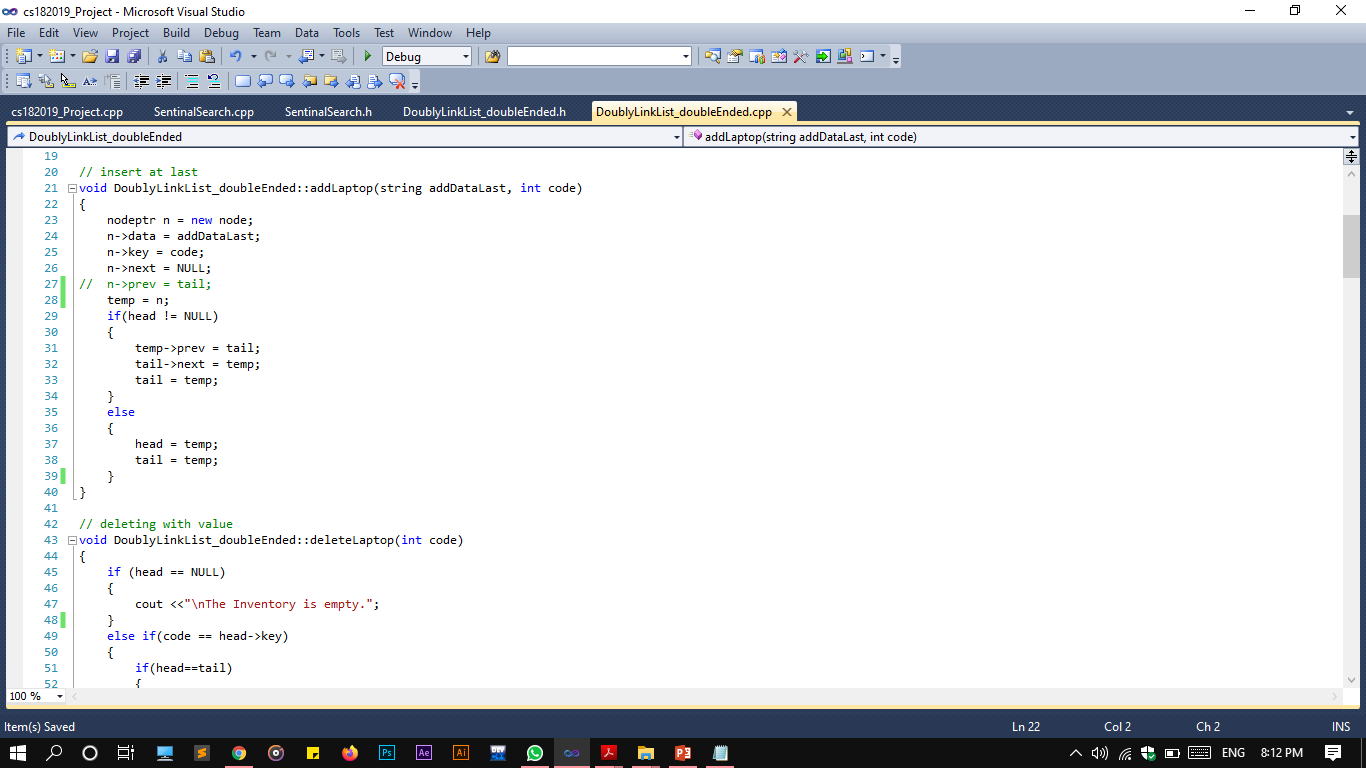 cs182019_Project - Microsoft Visual Studio
File Edit View Project Build Debug Team Data Tools Test Window Help
Debug
cs182019_Project.cpp SentinalSearch.cpp SentinalSearch.h DoublyLinkList_doubleEnded.h DoublyLinkList_doubleEnded.cpp
DoublyLinkList_doubleEnded addLaptop(string addDataLast, int code)
19
20 // insert at last
21 void DoublyLinkList_doubleEnded::addLaptop(string addDataLast, int code)
22 {
23 nodeptr n = new node;
24 n->data = addDataLast;
25 n->key = code;
26 n->next = NULL;
27 // n->prev = tail;
28 temp = n;
29 if(head != NULL)
30 {
31 temp->prev = tail;
32 tail->next = temp;
33 tail = temp;
34 }
35 else
36 {
37 head = temp;
38 tail = temp;
39 }
40 }
41
42 // deleting with value
43 void DoublyLinkList_doubleEnded::deleteLaptop(int code)
44 {
45 if (head == NULL)
46 {
47 cout <<"\nThe Inventory is empty.";
48 }
49 else if(code == head->key)
50 {
51 if(head==tail)
52 {
100 %
Item(s) Saved Ln 22 Col 2 Ch 2 INS
Ps Ae Ai ENG 8:12 PM